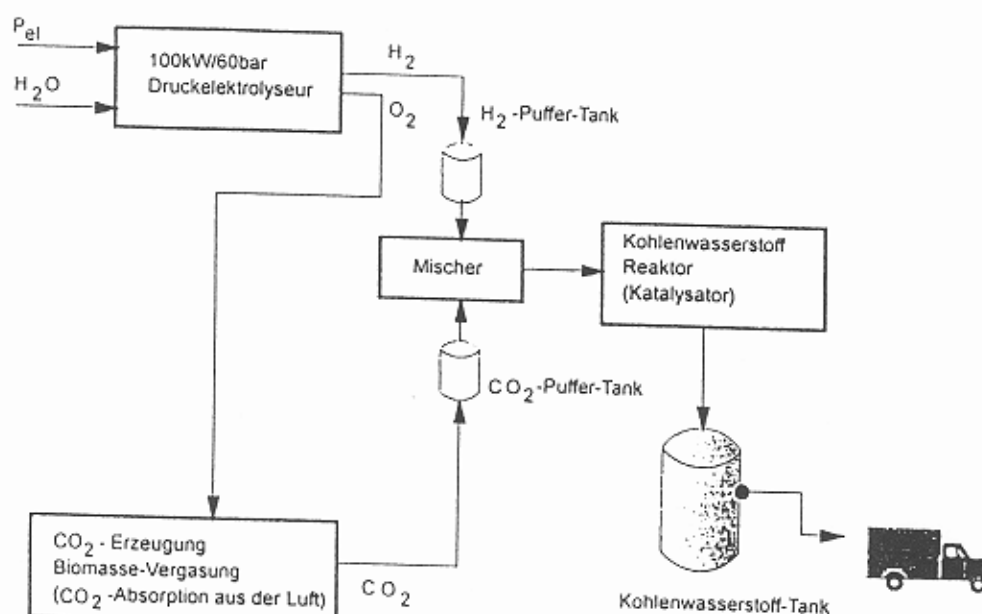 P el
100kW/60bar
Druckelektrolyseur
H2
H2O
O2
H2 -Puffer-Tank
Mischer
Kohlenwasserstoff
Reaktor
(Katalysator)
CO2-Puffer-Tank
CO2 - Erzeugung
Biomasse-Vergasung
(CO2 -Absorption aus der Luft)
CO2
Kohlenwasserstoff-Tank